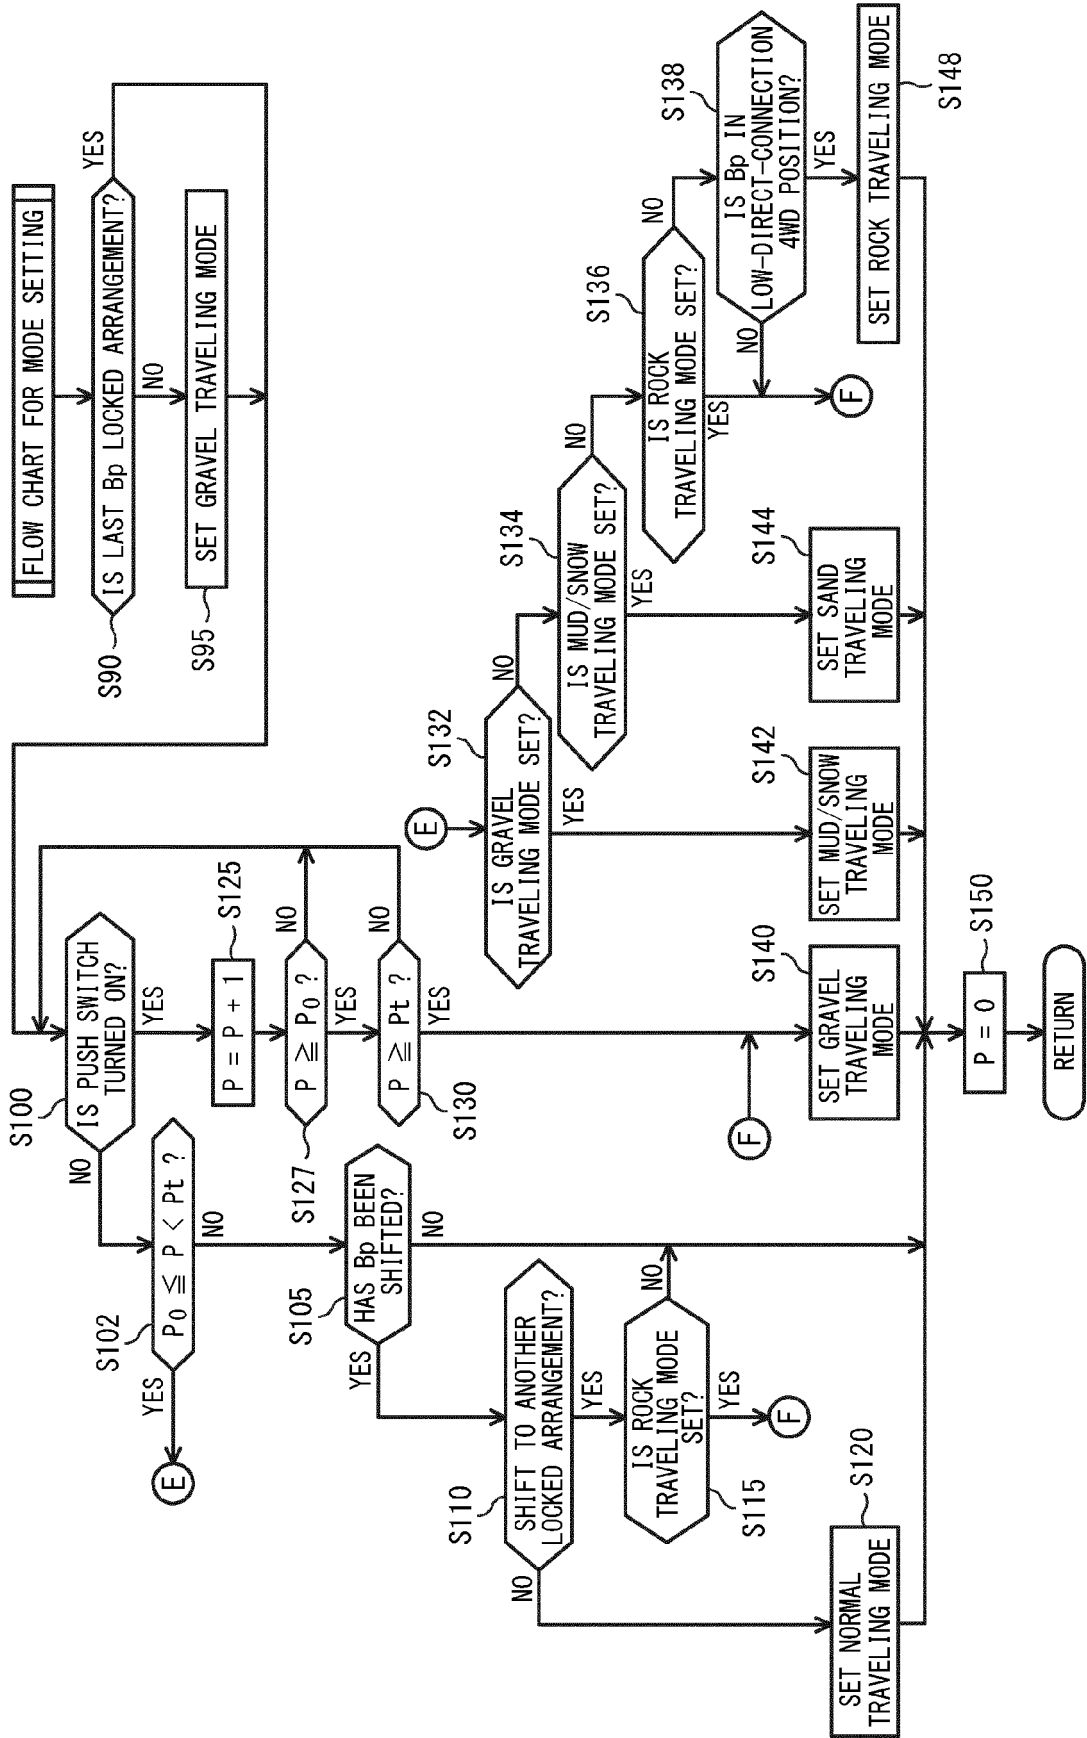 FLOW CHART FOR MODE SETTING
S90
IS LAST Bp LOCKED ARRANGEMENT?
YES
NO
S95
SET GRAVEL TRAVELING MODE
S100
IS PUSH SWITCH
TURNED ON?
NO
YES
S102
P0 ≦ P < Pt ?
YES
NO
E
S125
P = P + 1
S127
P ≧ P0 ?
NO
YES
S130
P ≧ Pt ?
NO
YES
S105
HAS Bp BEEN
SHIFTED?
YES
NO
S110
SHIFT TO ANOTHER
LOCKED ARRANGEMENT?
NO
YES
S115
IS ROCK
TRAVELING MODE
SET?
NO
YES
F
S120
SET NORMAL
TRAVELING MODE
E
S132
IS GRAVEL
TRAVELING MODE SET?
NO
YES
S134
IS MUD/SNOW
TRAVELING MODE SET?
NO
YES
S136
IS ROCK
TRAVELING MODE SET?
NO
YES
S138
IS Bp IN
LOW-DIRECT-CONNECTION
4WD POSITION?
NO
YES
F
F
S140
SET GRAVEL
TRAVELING
MODE
S142
SET MUD/SNOW
TRAVELING
MODE
S144
SET SAND
TRAVELING
MODE
S148
SET ROCK TRAVELING MODE
S150
P = 0
RETURN